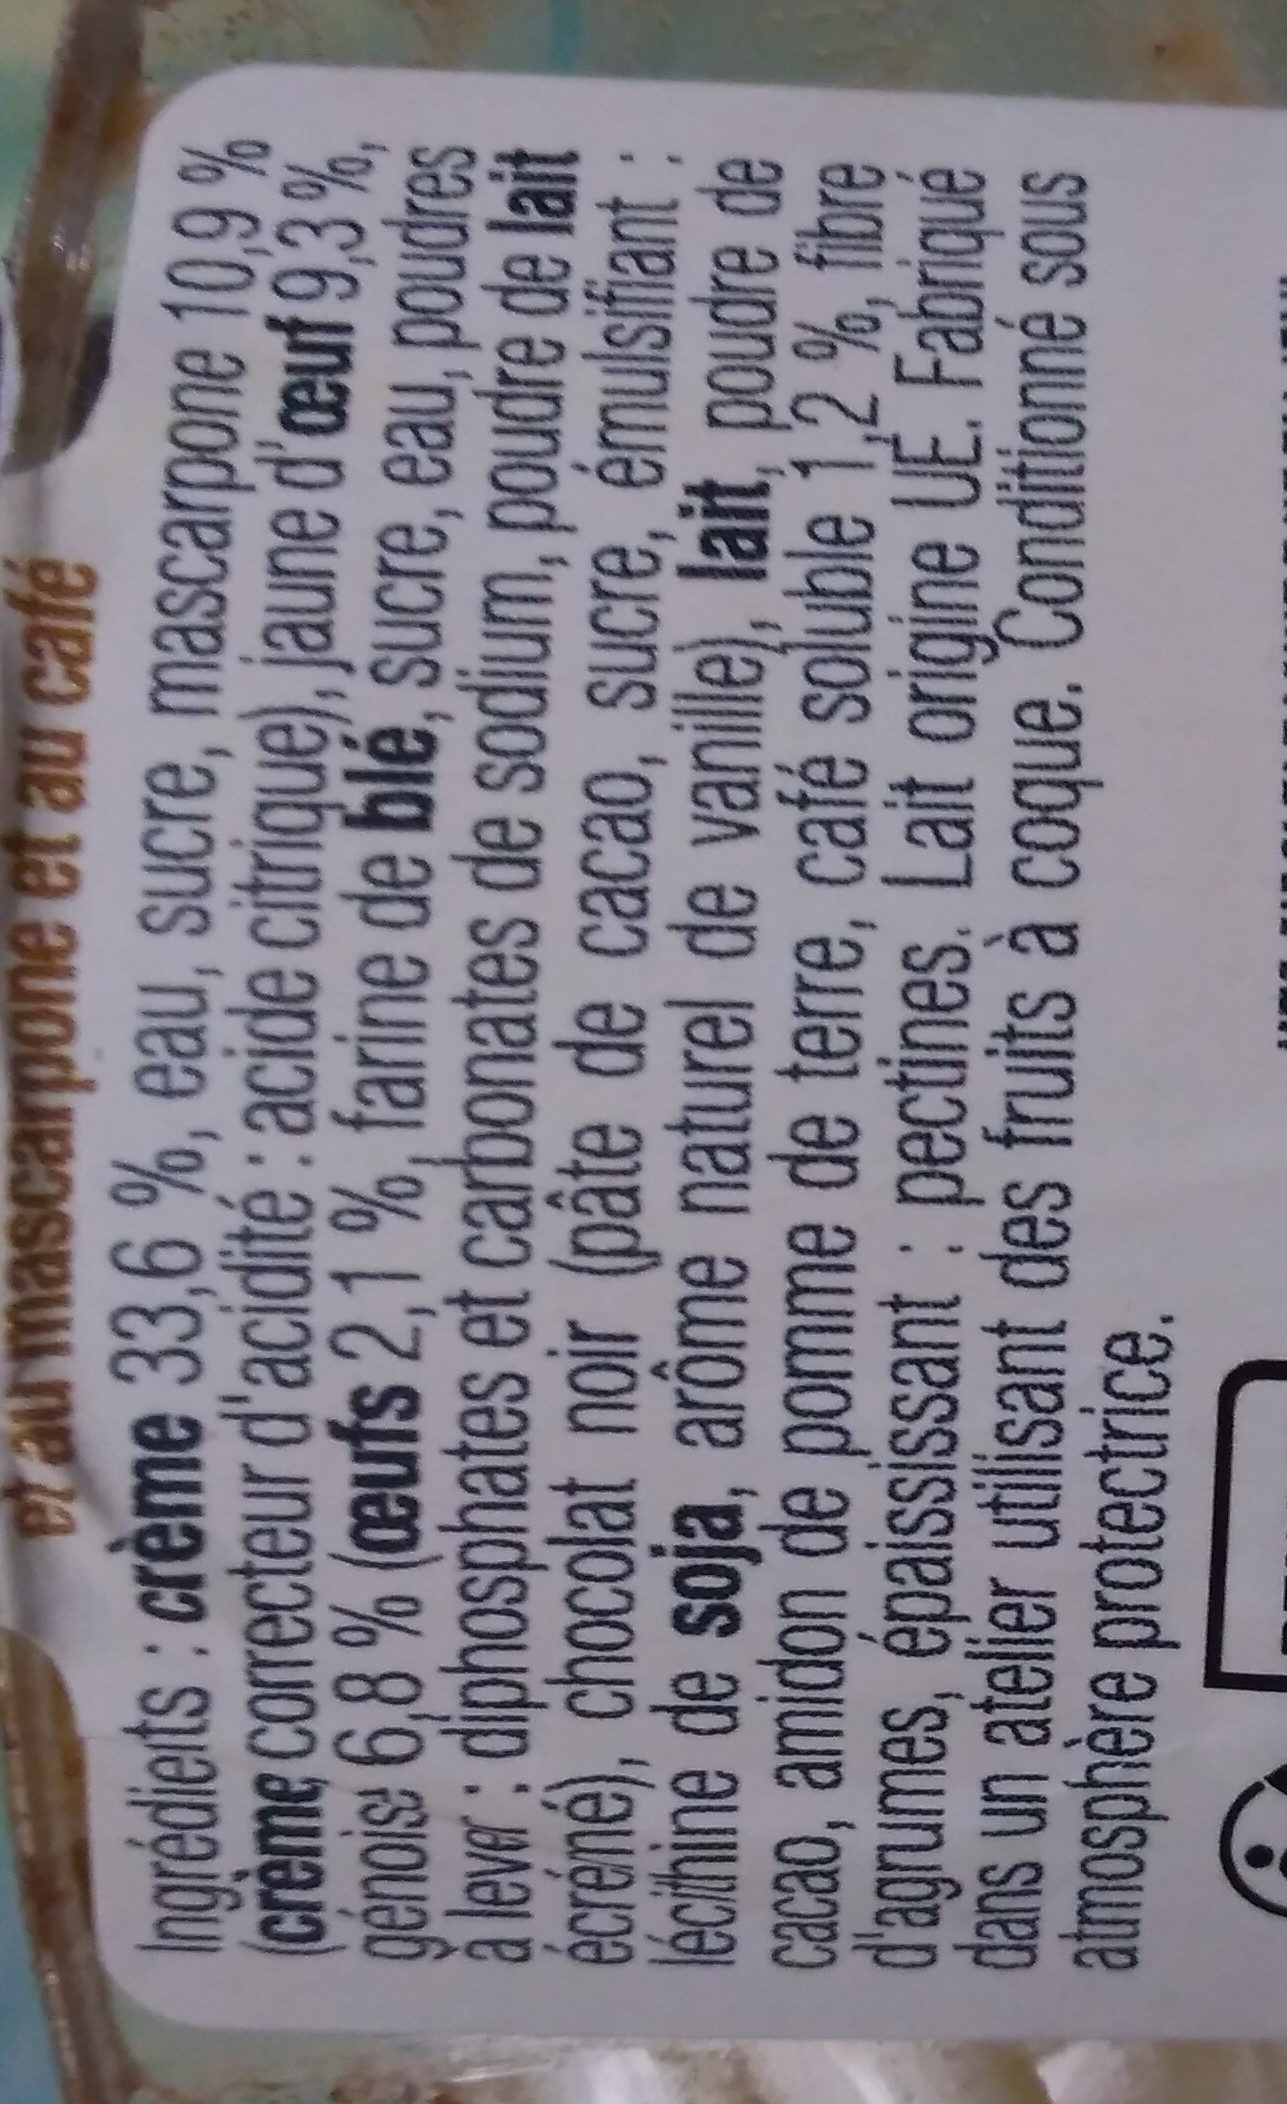 et au mascarpone et au café
Ingrédients : crème 33,6 %, eau, sucre, mascarpone 10,9 %
(crème, correcteur d'acidité : acide citrique), jaune d'œuf 9,3 %,
génoise 6,8 % (œufs 2,1 %, farine de blé, sucre, eau, poudres
à lever : diphosphates et carbonates de sodium, poudre de lait
écrémé), chocolat noir (pâte de cacao, sucre, émulsifiant :
lécithine de soja, arôme naturel de vanille), lait, poudre de
cacao, amidon de pomme de terre, café soluble 1,2 %, fibre
d'agrumes, épaississant : pectines. Lait origine UE. Fabriqué
dans un atelier utilisant des fruits à coque. Conditionné sous
atmosphère protectrice.